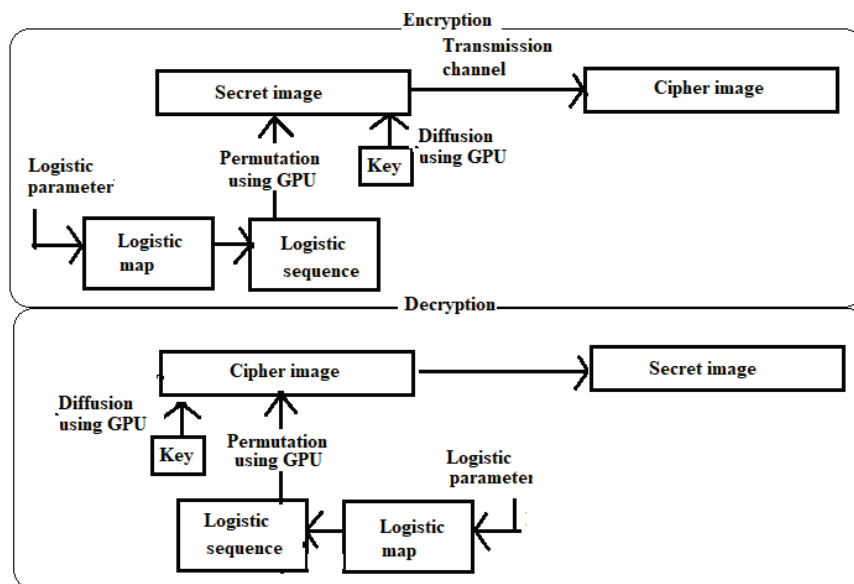 Encryption
Transmission
channel
Secret image
Cipher image
Diffusion
using GPU
Key
Permutation
using GPU
Logistic
parameter
Logistic
map
Logistic
sequence
Decryption
Cipher image
Secret image
Diffusion
using GPU
Key
Permutation
using GPU
Logistic
parameter
Logistic
sequence
Logistic
map